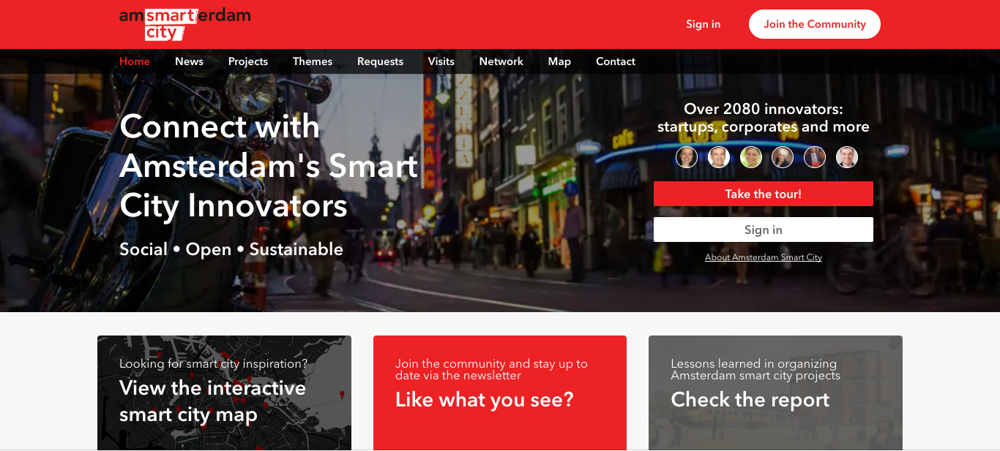 amsmarterdam
city
Sign in
Join the Community
Home
News
Projects
Themes
Requests
Visits
Network
Map
Contact
Connect with
Amsterdam's Smart
City Innovators
Social • Open • Sustainable
Over 2080 innovators:
startups, corporates and more
Take the tour!
Sign in
About Amsterdam Smart City
cafe
Looking for smart city inspiration?
View the interactive
smart city map
Join the community and stay up to
date via the newsletter
Like what you see?
Lessons learned in organizing
Amsterdam smart city projects
Check the report